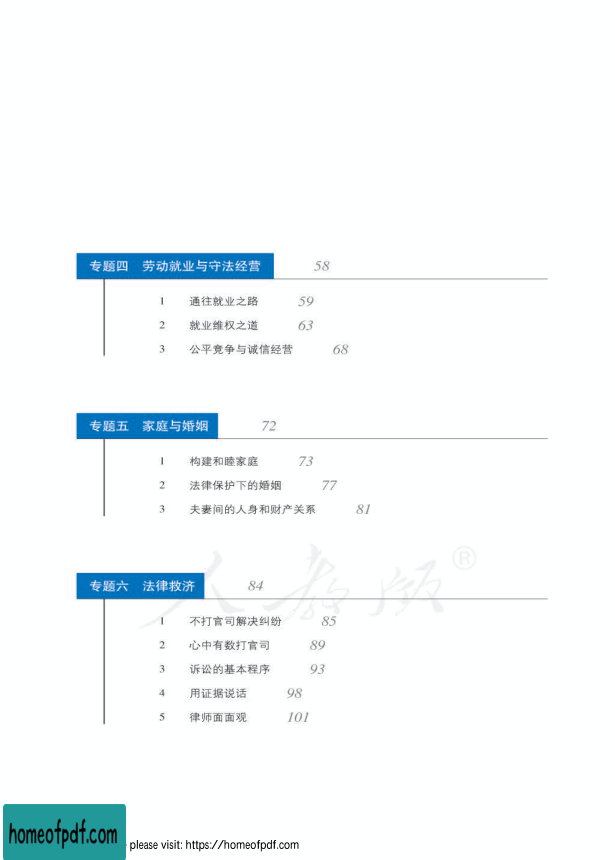 专题四 劳动就业与守法经营 58
1 通往就业之路 59
2 就业维权之道 63
3 公平竞争与诚信经营 68
专题五 家庭与婚姻 72
1 构建和睦家庭 73
2 法律保护下的婚姻 77
3 夫妻间的人身和财产关系 81
人教版®
专题六 法律救济 84
1 不打官司解决纠纷 85
2 心中有数打官司 89
3 诉讼的基本程序 93
4 用证据说话 98
5 律师面面观 101
homeofpdf.com please visit: https://homeofpdf.com